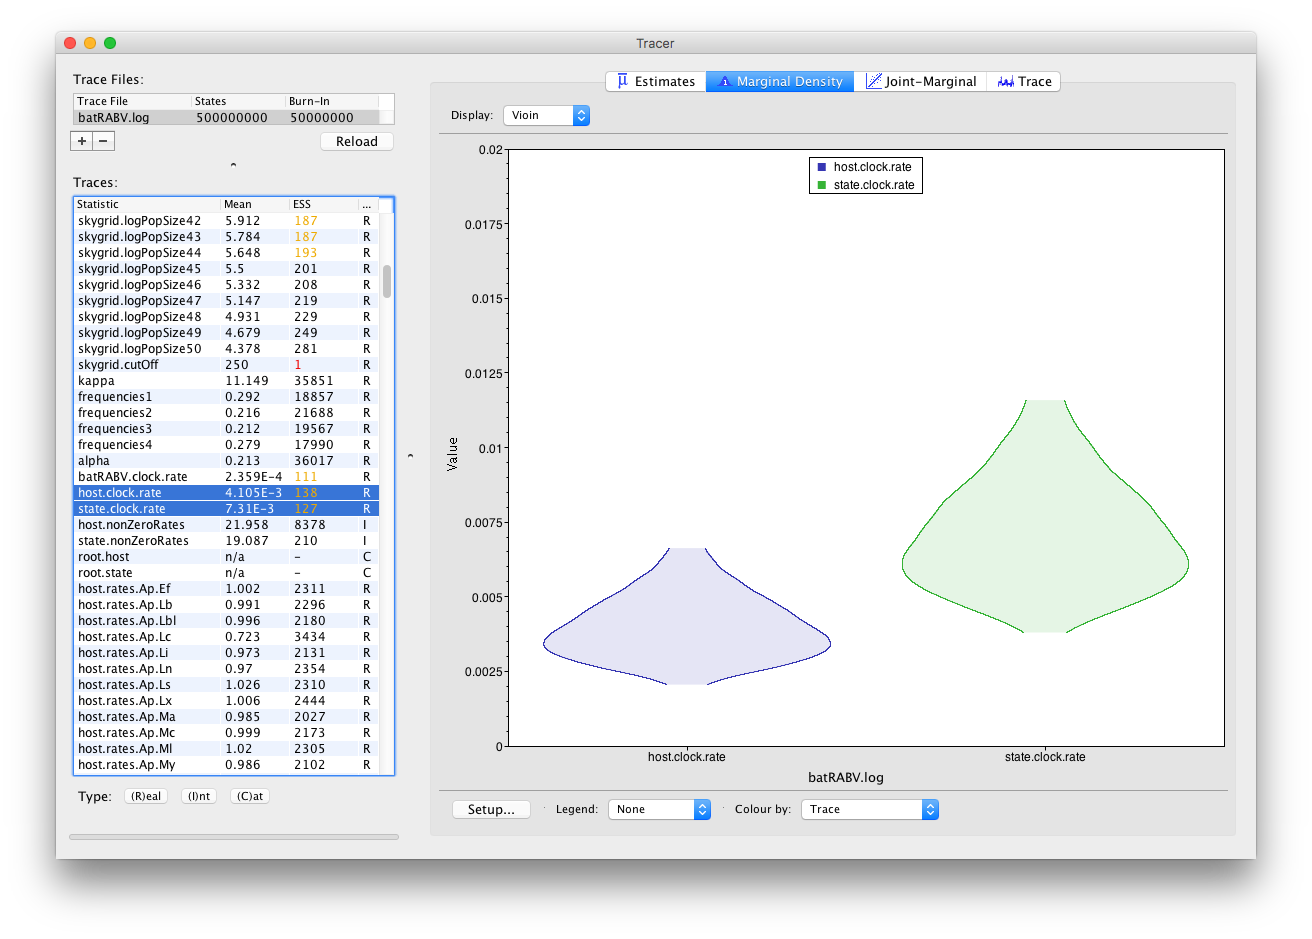 Tracer
Trace Files:
Trace File States Burn-In
batRABV.log 500000000 50000000
+ − Reload
Traces:
Statistic Mean ESS ...
skygrid.logPopSize42 5.912 187 R
skygrid.logPopSize43 5.784 187 R
skygrid.logPopSize44 5.648 193 R
skygrid.logPopSize45 5.5 201 R
skygrid.logPopSize46 5.332 208 R
skygrid.logPopSize47 5.147 219 R
skygrid.logPopSize48 4.931 229 R
skygrid.logPopSize49 4.679 249 R
skygrid.logPopSize50 4.378 281 R
skygrid.cutOff 250 1 R
kappa 11.149 35851 R
frequencies1 0.292 18857 R
frequencies2 0.216 21688 R
frequencies3 0.212 19567 R
frequencies4 0.279 17990 R
alpha 0.213 36017 R
batRABV.clock.rate 2.359E-4 111 R
host.clock.rate 4.105E-3 138 R
state.clock.rate 7.31E-3 127 R
host.nonZeroRates 21.958 8378 I
state.nonZeroRates 19.087 210 I
root.host n/a - C
root.state n/a - C
host.rates.Ap.Ef 1.002 2311 R
host.rates.Ap.Lb 0.991 2296 R
host.rates.Ap.Lbl 0.996 2180 R
host.rates.Ap.Lc 0.723 3434 R
host.rates.Ap.Li 0.973 2131 R
host.rates.Ap.Ln 0.97 2354 R
host.rates.Ap.Ls 1.026 2310 R
host.rates.Ap.Lx 1.006 2444 R
host.rates.Ap.Ma 0.985 2027 R
host.rates.Ap.Mc 0.999 2173 R
host.rates.Ap.Ml 1.02 2305 R
host.rates.Ap.My 0.986 2102 R
Type: (R)eal (I)nt (C)at
Estimates Marginal Density Joint-Marginal Trace
Display: Vioin
host.clock.rate
state.clock.rate
0.02
0.0175
0.015
0.0125
0.01
0.0075
0.005
0.0025
0
Value
host.clock.rate state.clock.rate
batRABV.log
Setup... Legend: None Colour by: Trace